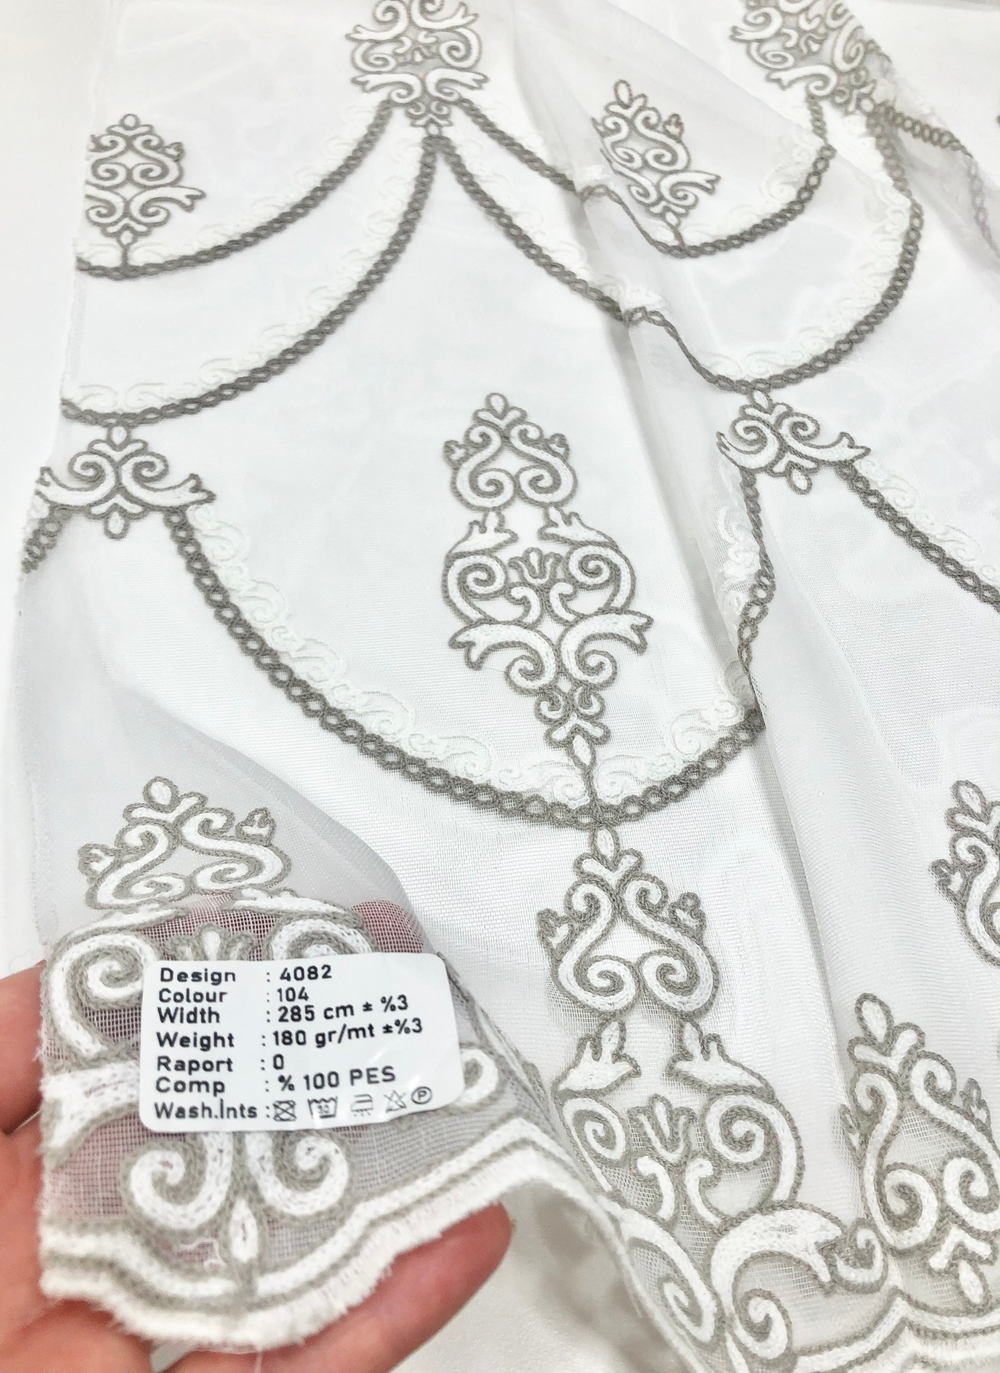 Design : 4082
Colour : 104
Width : 285 cm ± %3
Weight : 180 gr/mt ±%3
Raport : 0
Comp : % 100 PES
Wash.İnts : P